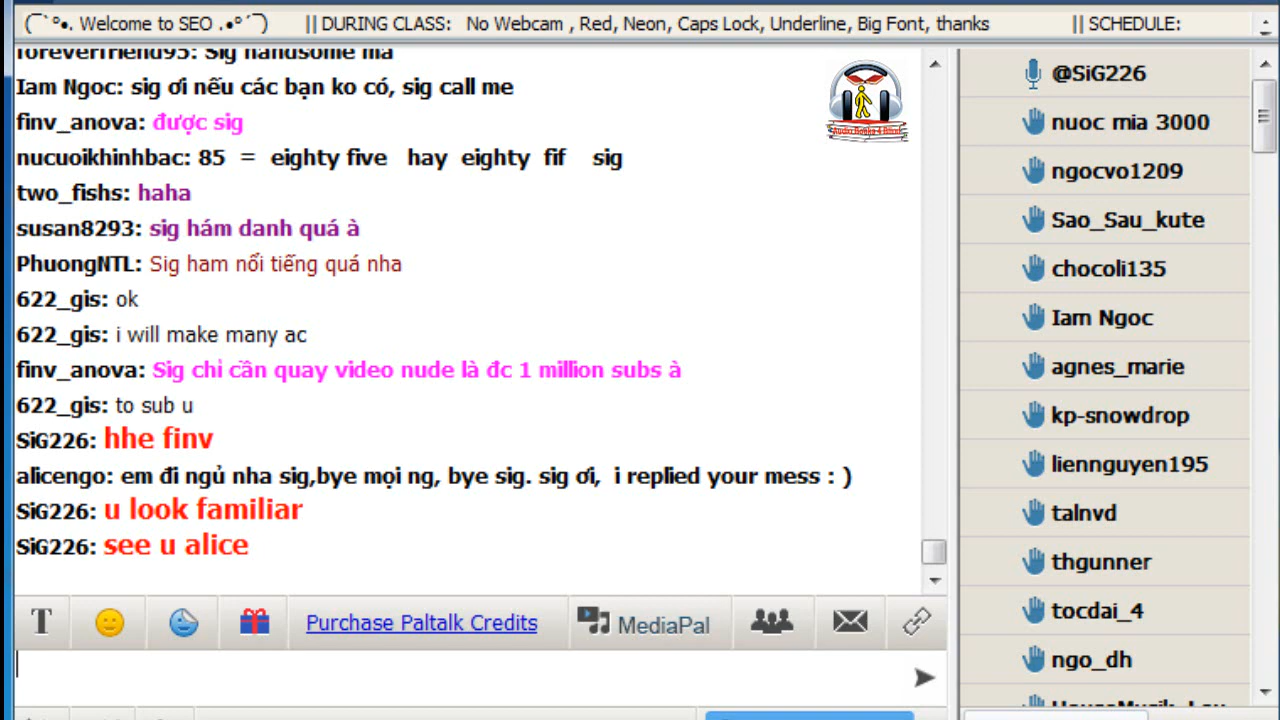 (¯`°•. Welcome to SEO .•°´¯) || DURING CLASS: No Webcam , Red, Neon, Caps Lock, Underline, Big Font, thanks || SCHEDULE:
foreverfriend95: Sig handsome ma
Iam Ngoc: sig ơi nếu các bạn ko có, sig call me
finv_anova: được sig
nucuoikhinhbac: 85 = eighty five hay eighty fif sig
two_fishs: haha
susan8293: sig hám danh quá à
PhuongNTL: Sig ham nổi tiếng quá nha
622_gis: ok
622_gis: i will make many ac
finv_anova: Sig chỉ cần quay video nude là đc 1 million subs à
622_gis: to sub u
SiG226: hhe finv
alicengo: em đi ngủ nha sig,bye mọi ng, bye sig. sig ơi, i replied your mess : )
SiG226: u look familiar
SiG226: see u alice
T
Purchase Paltalk Credits
MediaPal
@SiG226
nuoc mia 3000
ngocvo1209
Sao_Sau_kute
chocoli135
Iam Ngoc
agnes_marie
kp-snowdrop
liennguyen195
talnvd
thgunner
tocdai_4
ngo_dh